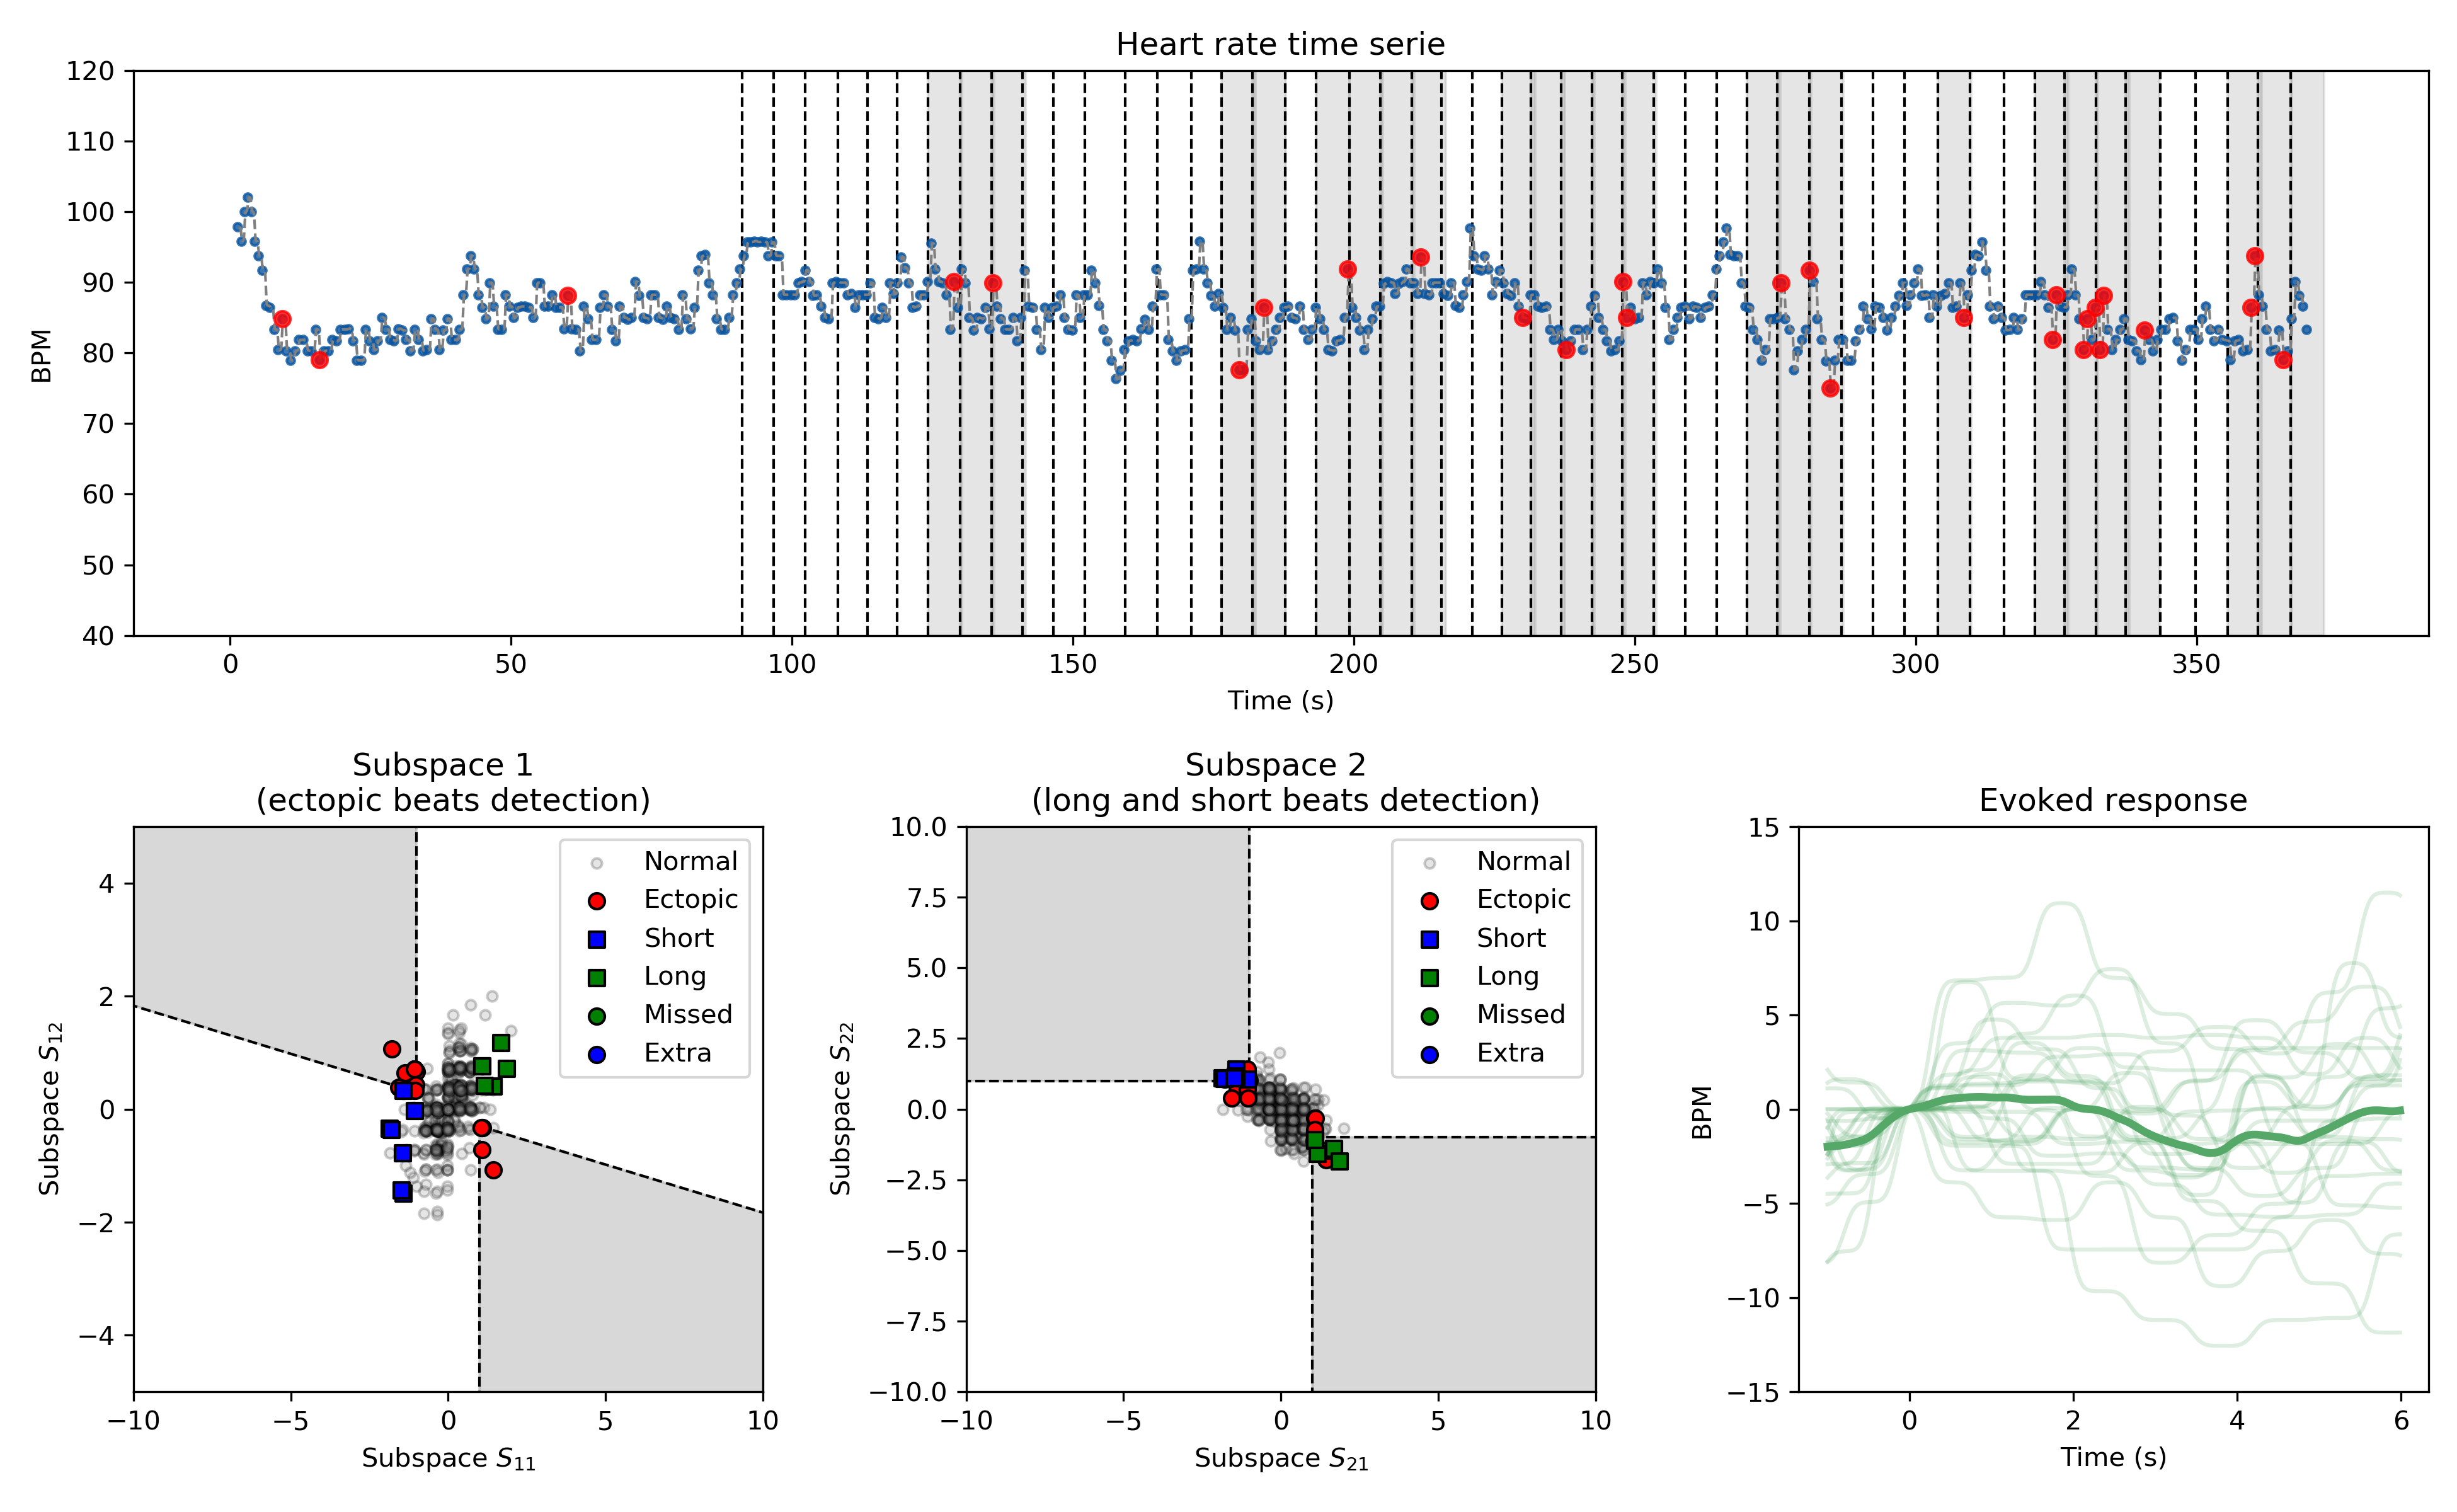 Heart rate time serie
120
110
100
90
80
70
60
50
40
BPM
0 50 100 150 200 250 300 350
Time (s)
Subspace 1
(ectopic beats detection)
4
2
0
−2
−4
Subspace S12
−10 −5 0 5 10
Subspace S11
Normal
Ectopic
Short
Long
Missed
Extra
Subspace 2
(long and short beats detection)
10.0
7.5
5.0
2.5
0.0
−2.5
−5.0
−7.5
−10.0
Subspace S22
−10 −5 0 5 10
Subspace S21
Normal
Ectopic
Short
Long
Missed
Extra
Evoked response
15
10
5
0
−5
−10
−15
BPM
0 2 4 6
Time (s)